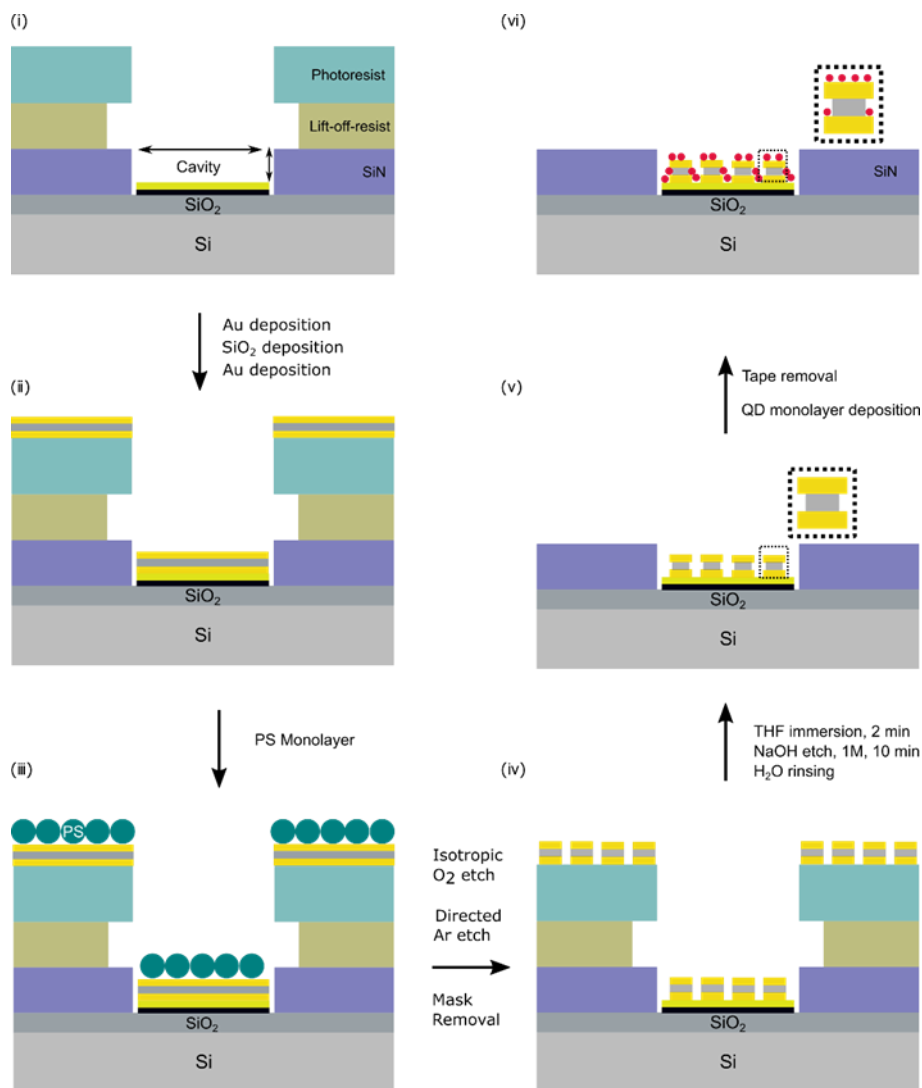 (i)
Photoresist
Lift-off-resist
Cavity
SiN
SiO₂
Si
Au deposition
SiO₂ deposition
Au deposition
(ii)
SiO₂
Si
PS Monolayer
(iii)
PS
SiO₂
Si
Isotropic
O₂ etch
Directed
Ar etch
Mask
Removal
(iv)
SiO₂
Si
THF immersion, 2 min
NaOH etch, 1M, 10 min
H₂O rinsing
(v)
SiO₂
Si
Tape removal
QD monolayer deposition
(vi)
SiN
SiO₂
Si